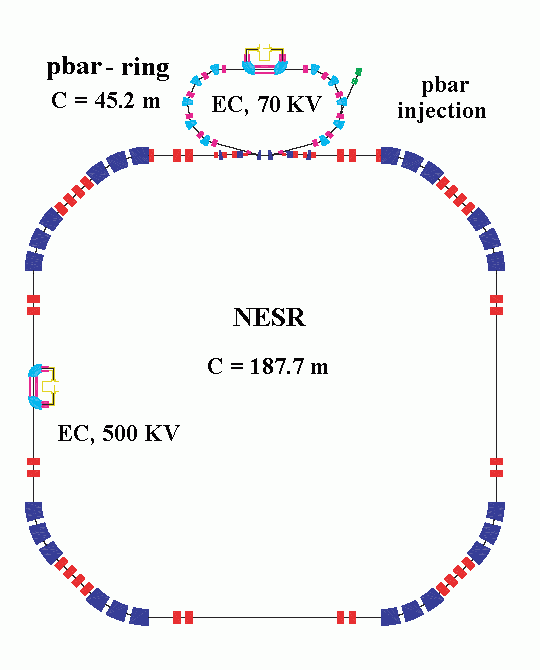 pbar - ring
C = 45.2 m
EC, 70 KV
pbar
injection
NESR
C = 187.7 m
EC, 500 KV